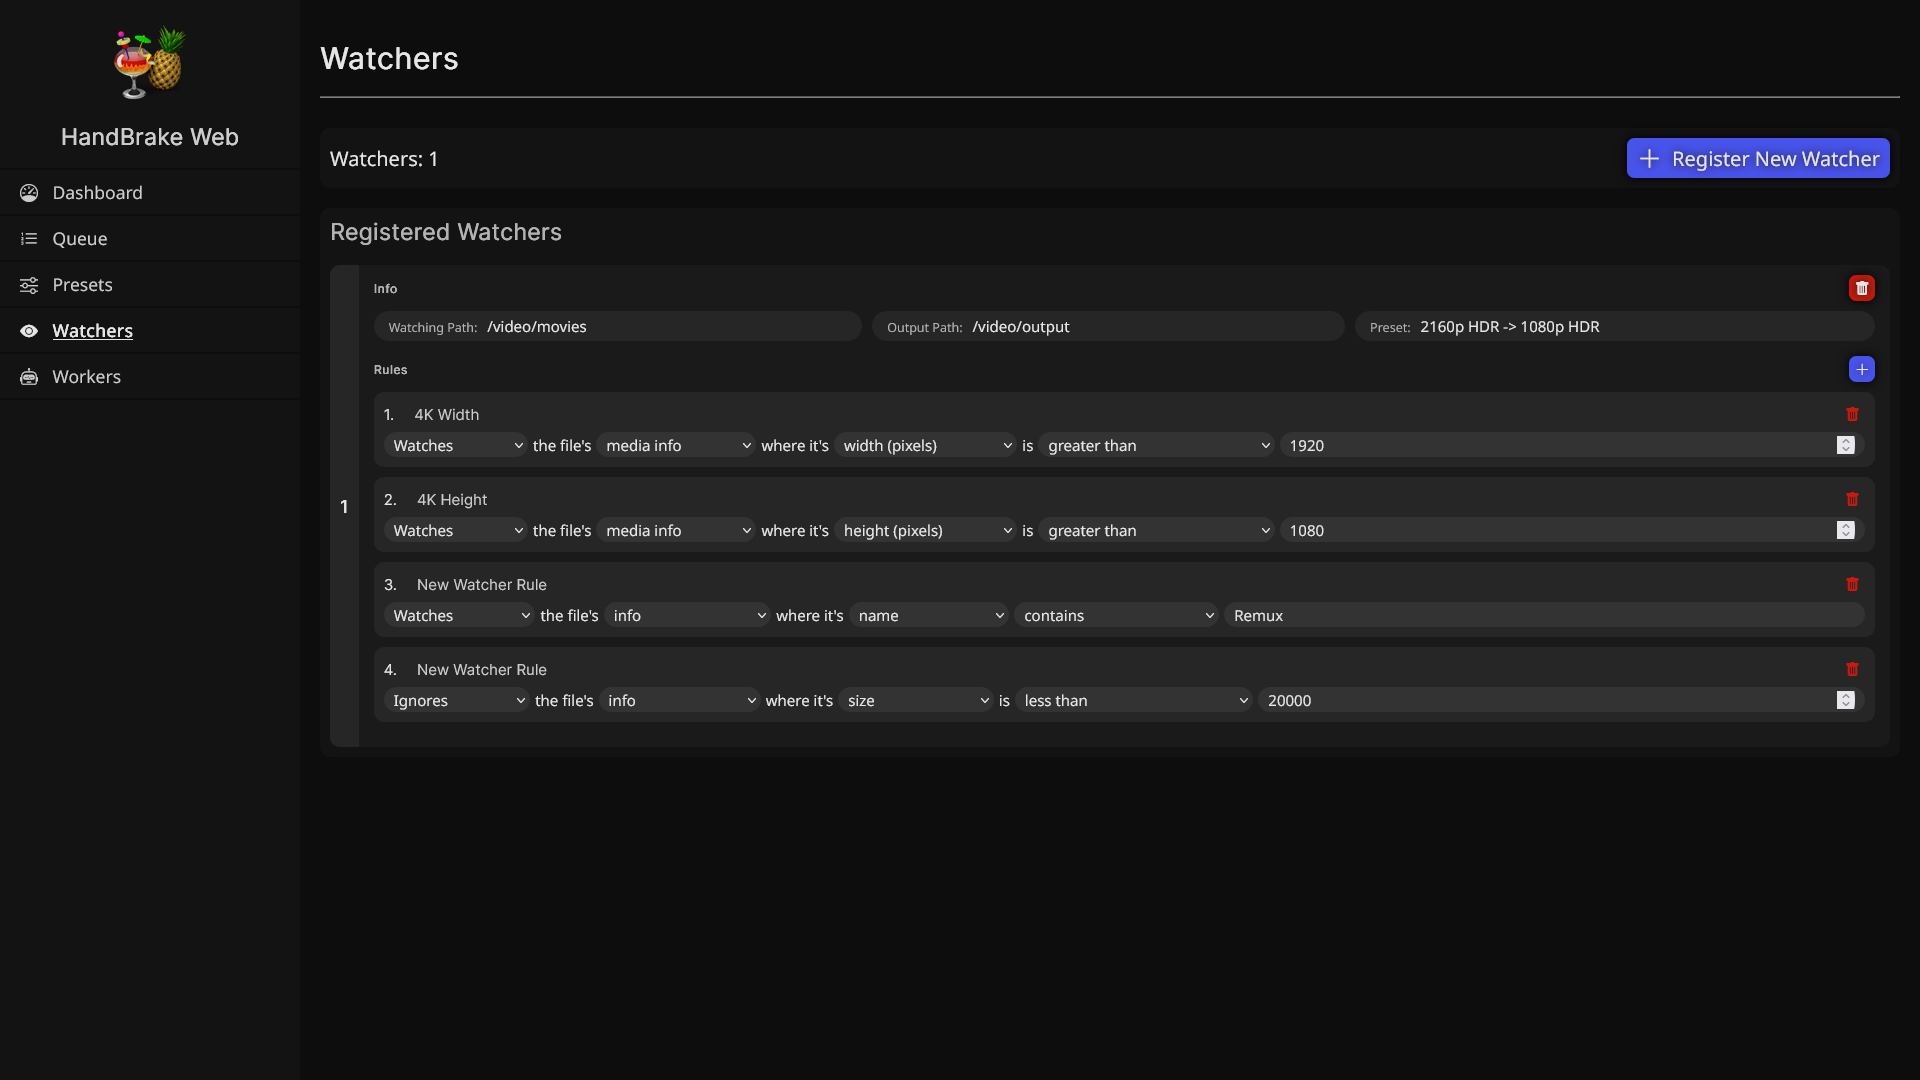 HandBrake Web
Dashboard
Queue
Presets
Watchers
Workers
Watchers
Watchers: 1
Register New Watcher
Registered Watchers
1
Info
Watching Path: /video/movies Output Path: /video/output Preset: 2160p HDR -> 1080p HDR
Rules
1. 4K Width
Watches the file's media info where it's width (pixels) is greater than 1920
2. 4K Height
Watches the file's media info where it's height (pixels) is greater than 1080
3. New Watcher Rule
Watches the file's info where it's name contains Remux
4. New Watcher Rule
Ignores the file's info where it's size is less than 20000